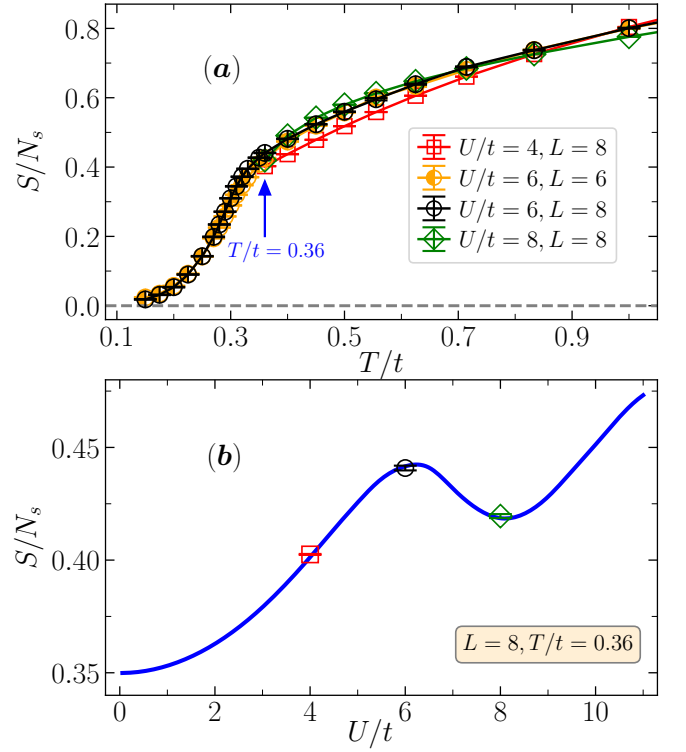 0.8
0.6
0.4
0.2
0.0
S/N_s
(a)
U/t = 4, L = 8
U/t = 6, L = 6
U/t = 6, L = 8
U/t = 8, L = 8
T/t = 0.36
0.1 0.3 0.5 0.7 0.9
T/t
0.45
0.40
0.35
S/N_s
(b)
L = 8, T/t = 0.36
0 2 4 6 8 10
U/t